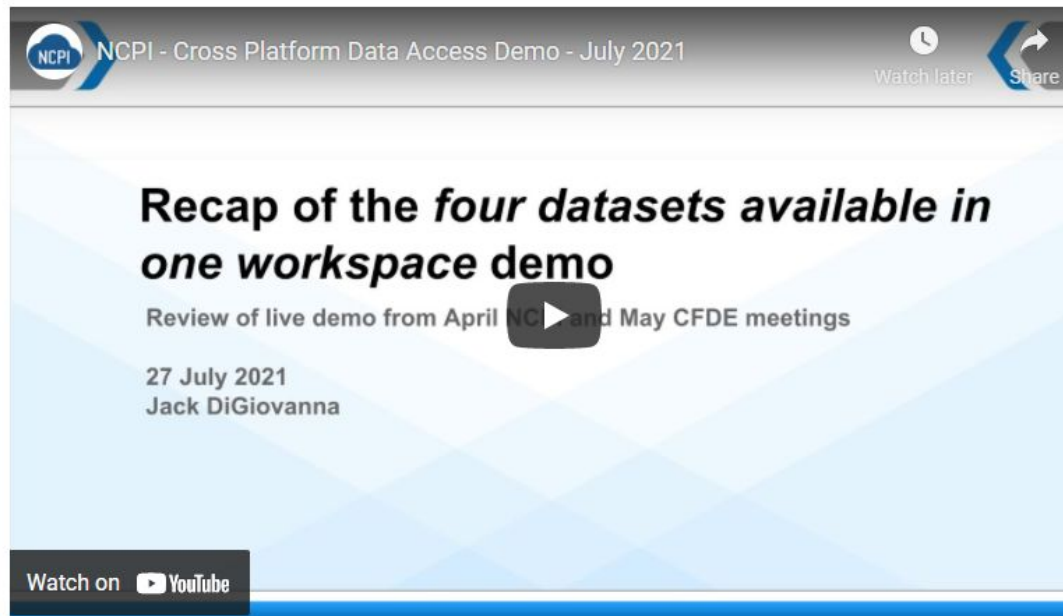 NCPI
NCPI - Cross Platform Data Access Demo - July 2021
Watch later
Share
Recap of the four datasets available in
one workspace demo
Review of live demo from April NC and May CFDE meetings
27 July 2021
Jack DiGiovanna
Watch on YouTube